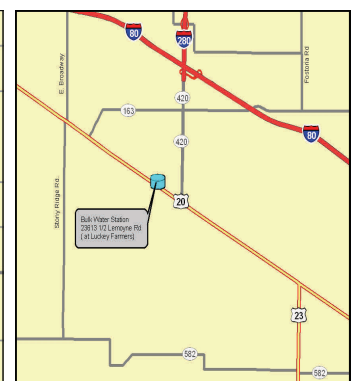 80
280
E. Broadway
Fostoria Rd
420
163
80
420
Stony Ridge Rd.
20
Bulk Water Station
23613 1/2 Lemoyne Rd
( at Luckey Farmers)
23
582
582